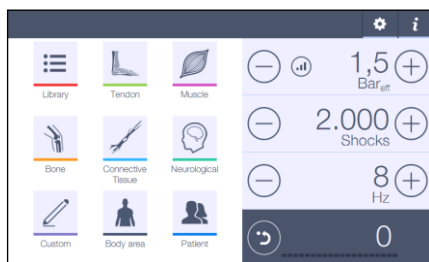 i
Library
Tendon
Muscle
Bone
Connective
Tissue
Neurological
Custom
Body area
Patient
1,5
Bar eff
2.000
Shocks
8
Hz
0